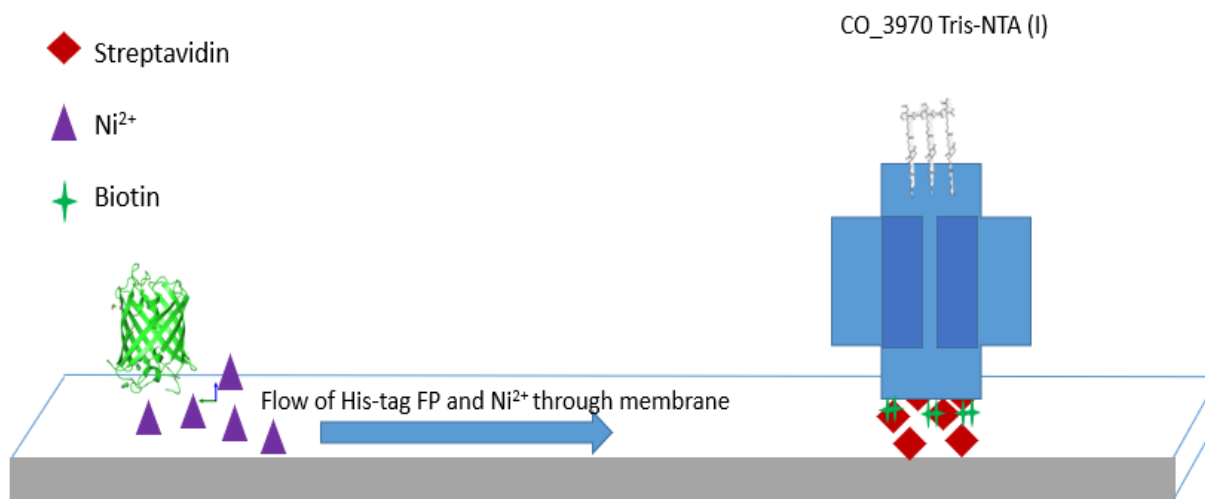 CO_3970 Tris-NTA (I)
Streptavidin
Ni²⁺
Biotin
Flow of His-tag FP and Ni²⁺ through membrane